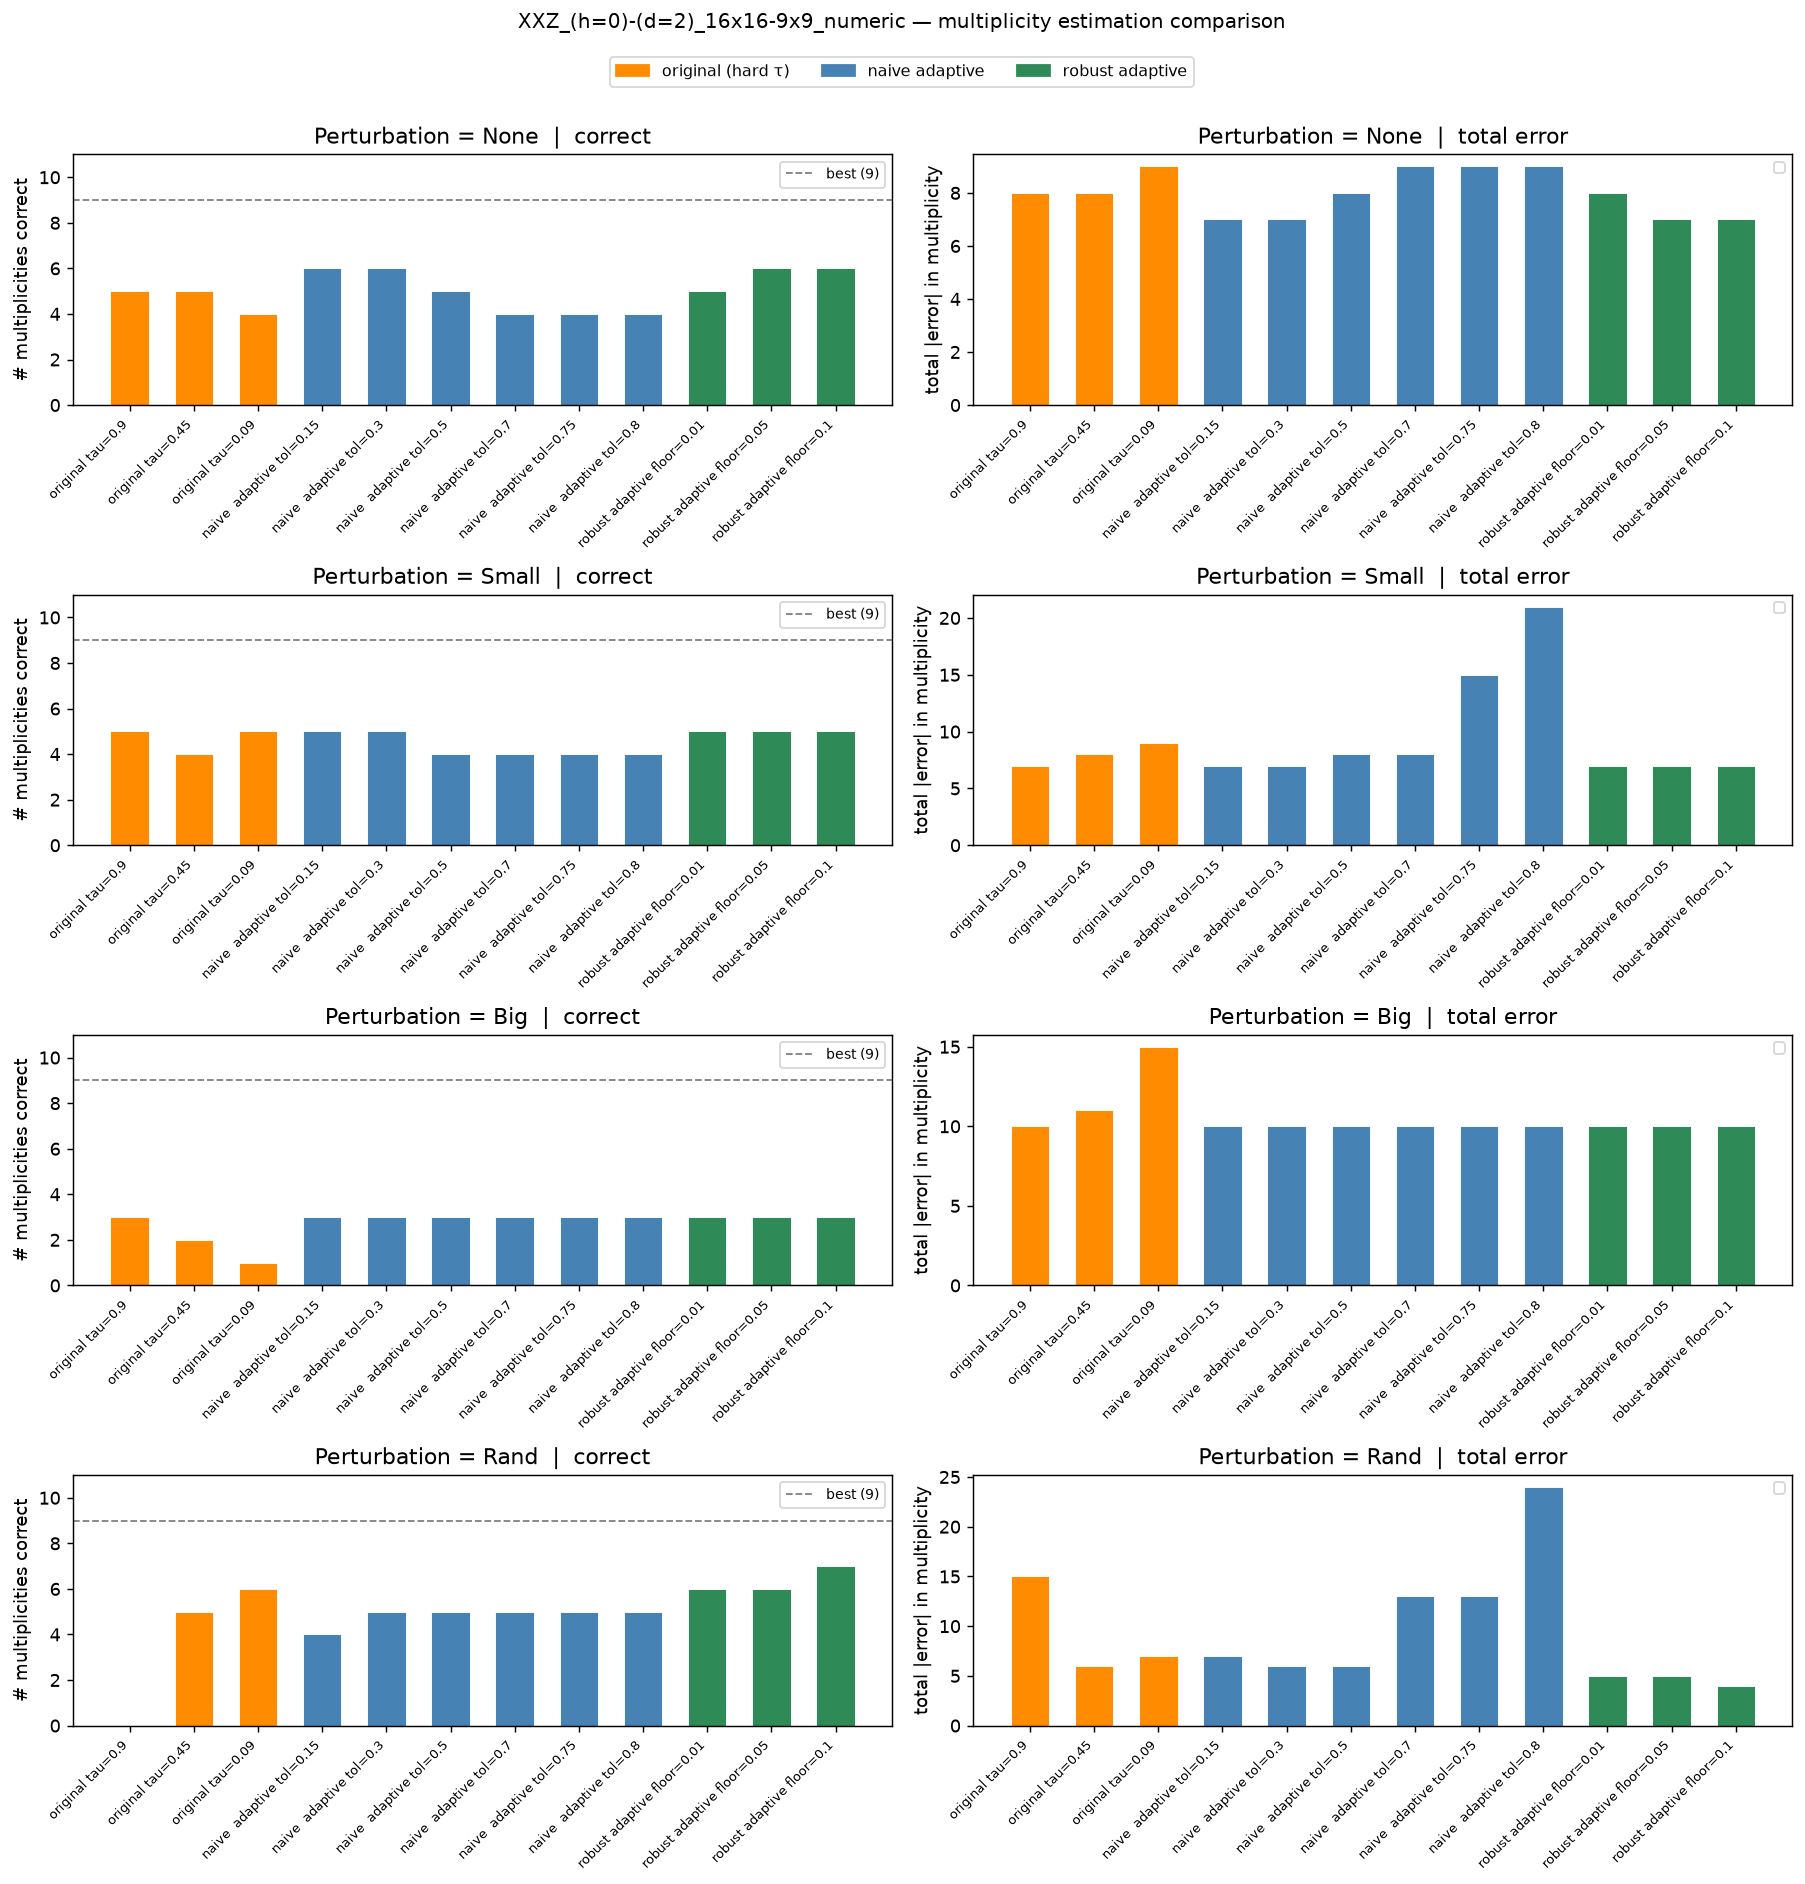 XXZ_(h=0)-(d=2)_16x16-9x9_numeric — multiplicity estimation comparison
original (hard τ) naive adaptive robust adaptive
Perturbation = None | correct
# multiplicities correct
10
8
6
4
2
0
best (9)
original tau=0.9
original tau=0.45
original tau=0.09
naive adaptive tol=0.15
naive adaptive tol=0.3
naive adaptive tol=0.5
naive adaptive tol=0.7
naive adaptive tol=0.75
naive adaptive tol=0.8
robust adaptive floor=0.01
robust adaptive floor=0.05
robust adaptive floor=0.1
Perturbation = None | total error
total |error| in multiplicity
8
6
4
2
0
original tau=0.9
original tau=0.45
original tau=0.09
naive adaptive tol=0.15
naive adaptive tol=0.3
naive adaptive tol=0.5
naive adaptive tol=0.7
naive adaptive tol=0.75
naive adaptive tol=0.8
robust adaptive floor=0.01
robust adaptive floor=0.05
robust adaptive floor=0.1
Perturbation = Small | correct
# multiplicities correct
10
8
6
4
2
0
best (9)
original tau=0.9
original tau=0.45
original tau=0.09
naive adaptive tol=0.15
naive adaptive tol=0.3
naive adaptive tol=0.5
naive adaptive tol=0.7
naive adaptive tol=0.75
naive adaptive tol=0.8
robust adaptive floor=0.01
robust adaptive floor=0.05
robust adaptive floor=0.1
Perturbation = Small | total error
total |error| in multiplicity
20
15
10
5
0
original tau=0.9
original tau=0.45
original tau=0.09
naive adaptive tol=0.15
naive adaptive tol=0.3
naive adaptive tol=0.5
naive adaptive tol=0.7
naive adaptive tol=0.75
naive adaptive tol=0.8
robust adaptive floor=0.01
robust adaptive floor=0.05
robust adaptive floor=0.1
Perturbation = Big | correct
# multiplicities correct
10
8
6
4
2
0
best (9)
original tau=0.9
original tau=0.45
original tau=0.09
naive adaptive tol=0.15
naive adaptive tol=0.3
naive adaptive tol=0.5
naive adaptive tol=0.7
naive adaptive tol=0.75
naive adaptive tol=0.8
robust adaptive floor=0.01
robust adaptive floor=0.05
robust adaptive floor=0.1
Perturbation = Big | total error
total |error| in multiplicity
15
10
5
0
original tau=0.9
original tau=0.45
original tau=0.09
naive adaptive tol=0.15
naive adaptive tol=0.3
naive adaptive tol=0.5
naive adaptive tol=0.7
naive adaptive tol=0.75
naive adaptive tol=0.8
robust adaptive floor=0.01
robust adaptive floor=0.05
robust adaptive floor=0.1
Perturbation = Rand | correct
# multiplicities correct
10
8
6
4
2
0
best (9)
original tau=0.9
original tau=0.45
original tau=0.09
naive adaptive tol=0.15
naive adaptive tol=0.3
naive adaptive tol=0.5
naive adaptive tol=0.7
naive adaptive tol=0.75
naive adaptive tol=0.8
robust adaptive floor=0.01
robust adaptive floor=0.05
robust adaptive floor=0.1
Perturbation = Rand | total error
total |error| in multiplicity
25
20
15
10
5
0
original tau=0.9
original tau=0.45
original tau=0.09
naive adaptive tol=0.15
naive adaptive tol=0.3
naive adaptive tol=0.5
naive adaptive tol=0.7
naive adaptive tol=0.75
naive adaptive tol=0.8
robust adaptive floor=0.01
robust adaptive floor=0.05
robust adaptive floor=0.1